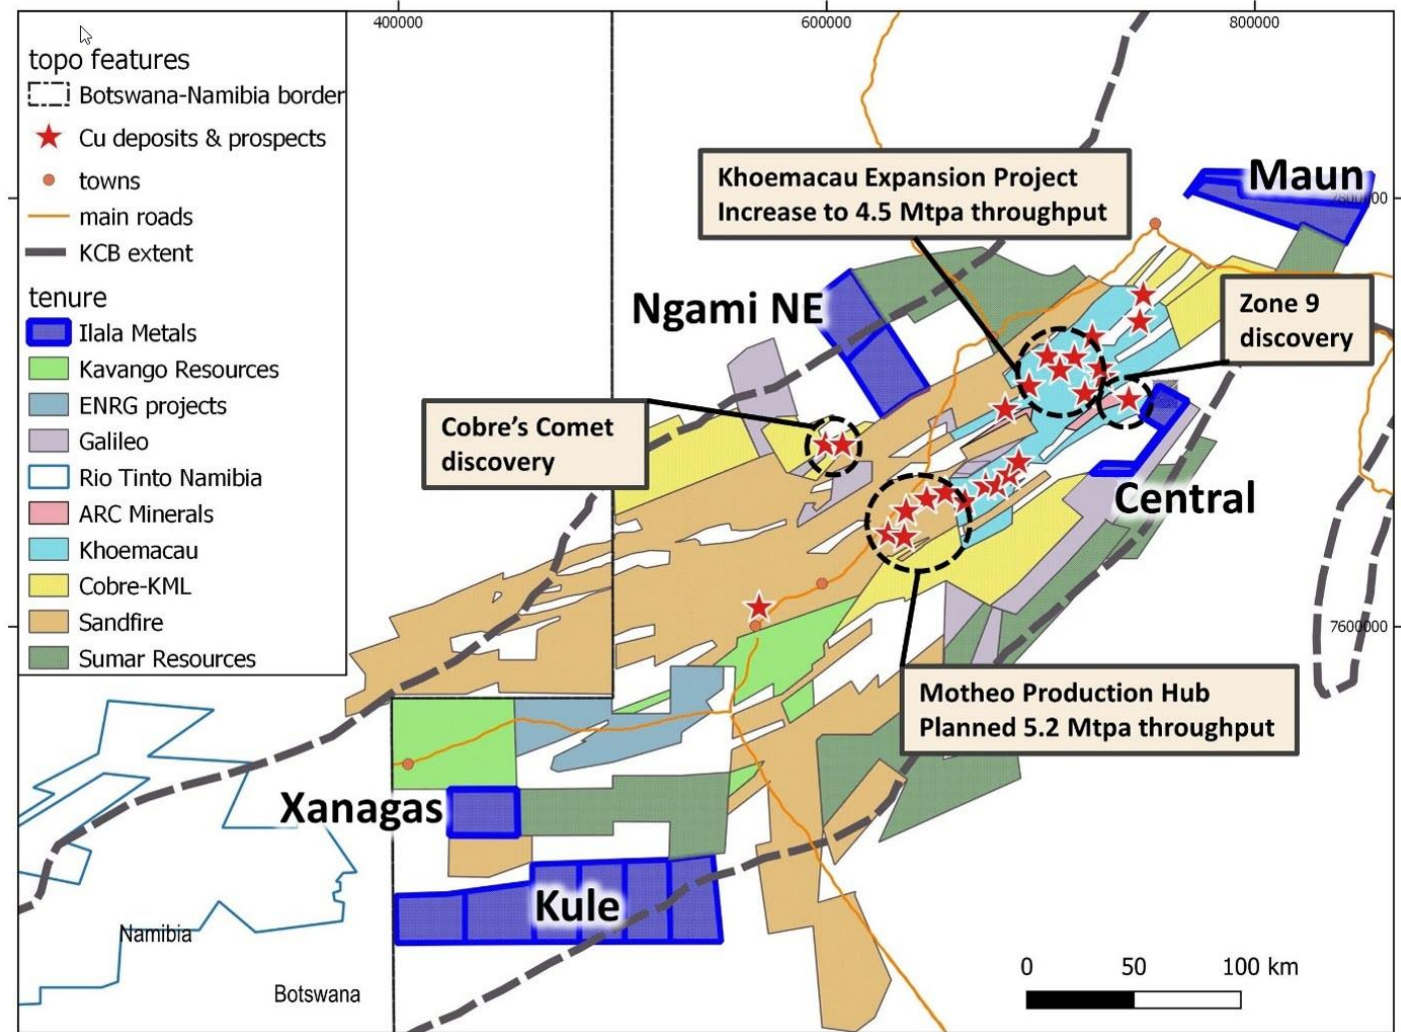 400000
600000
800000
topo features
Botswana-Namibia border
Cu deposits & prospects
towns
main roads
KCB extent
tenure
Ilala Metals
Kavango Resources
ENRG projects
Galileo
Rio Tinto Namibia
ARC Minerals
Khoemacau
Cobre-KML
Sandfire
Sumar Resources
Khoemacau Expansion Project
Increase to 4.5 Mtpa throughput
Maun
7800000
Ngami NE
Zone 9
discovery
Cobre's Comet
discovery
Central
7600000
Motheo Production Hub
Planned 5.2 Mtpa throughput
Xanagas
Kule
Namibia
Botswana
0 50 100 km